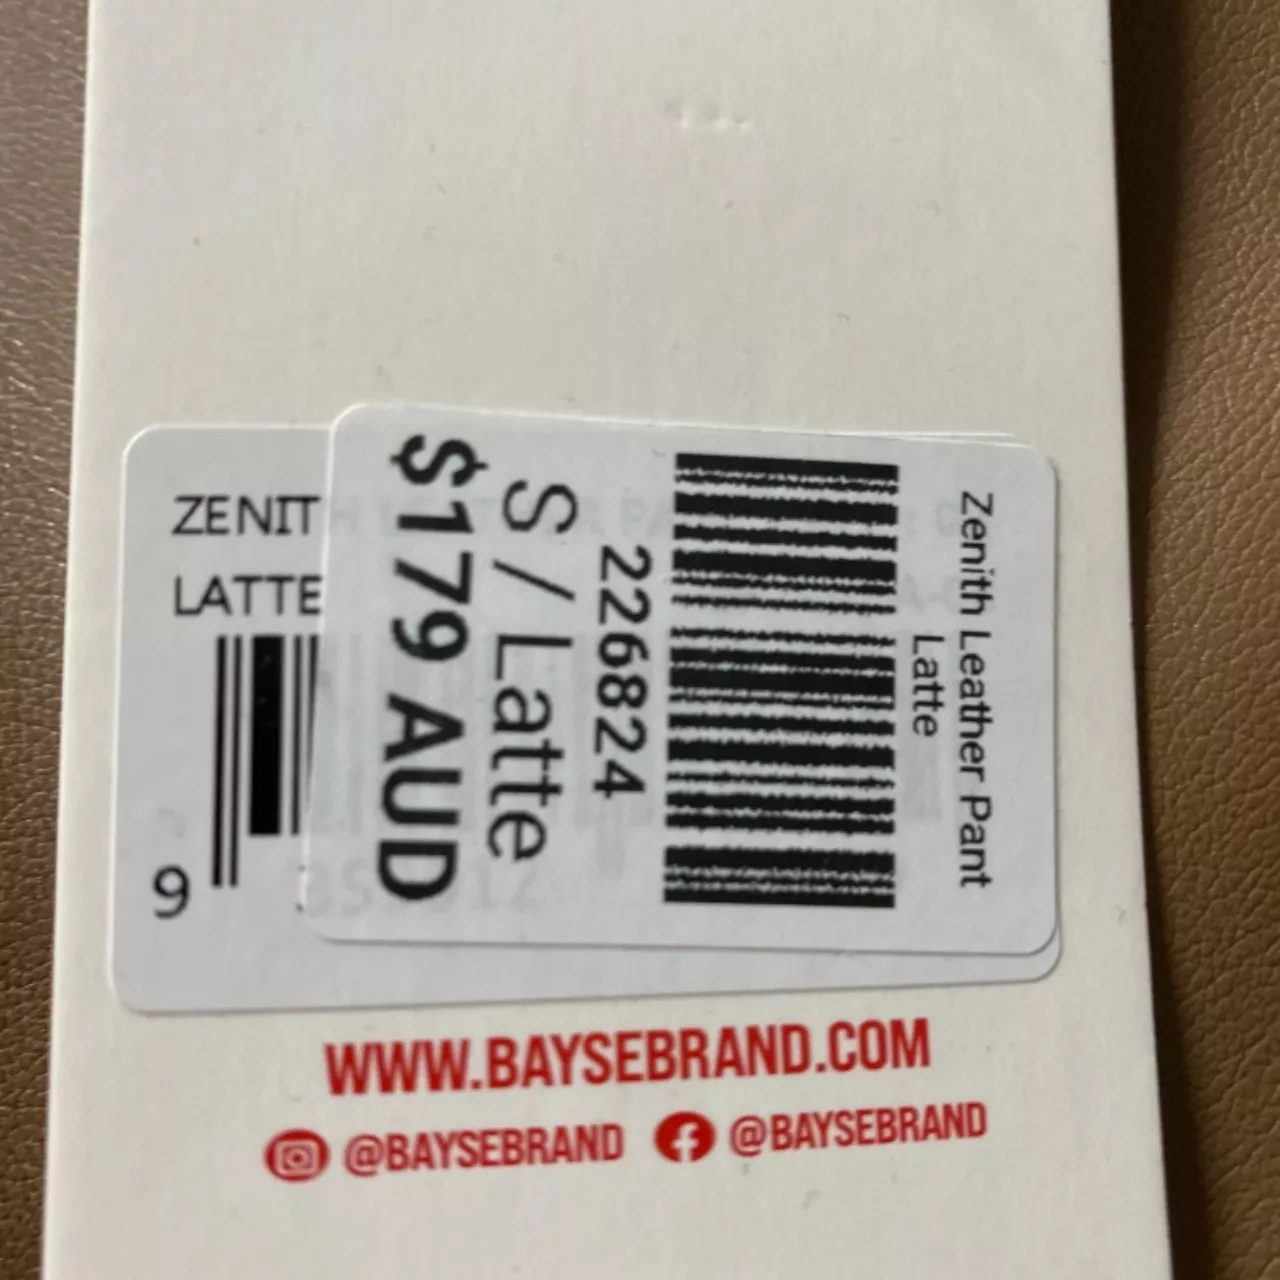 ZENIT
LATTE
9
Zenith Leather Pant
Latte
226824
S / Latte
$179 AUD
WWW.BAYSEBRAND.COM
@BAYSEBRAND @BAYSEBRAND